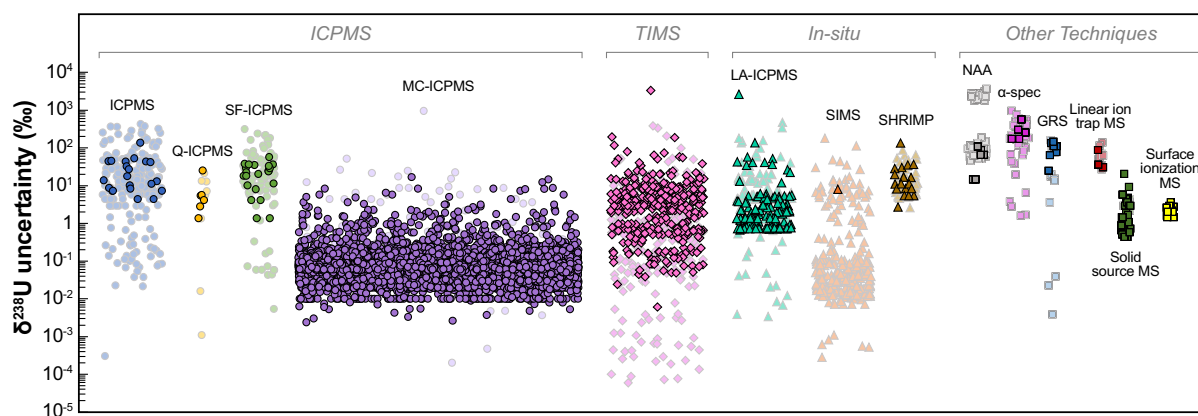 ICPMS
TIMS
In-situ
Other Techniques
δ²³⁸U uncertainty (‰)
10⁴
10³
10²
10¹
1
10⁻¹
10⁻²
10⁻³
10⁻⁴
10⁻⁵
ICPMS
Q-ICPMS
SF-ICPMS
MC-ICPMS
LA-ICPMS
SIMS
SHRIMP
NAA
α-spec
GRS
Linear ion
trap MS
Solid
source MS
Surface
ionization
MS